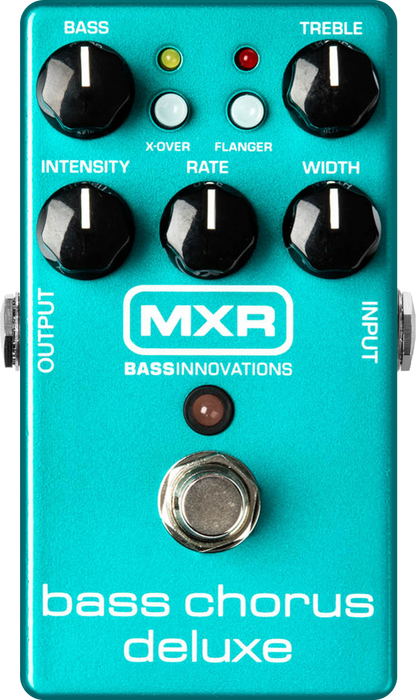 BASS TREBLE
X-OVER FLANGER
INTENSITY RATE WIDTH
OUTPUT INPUT
MXR
BASSINNOVATIONS
bass chorus
deluxe